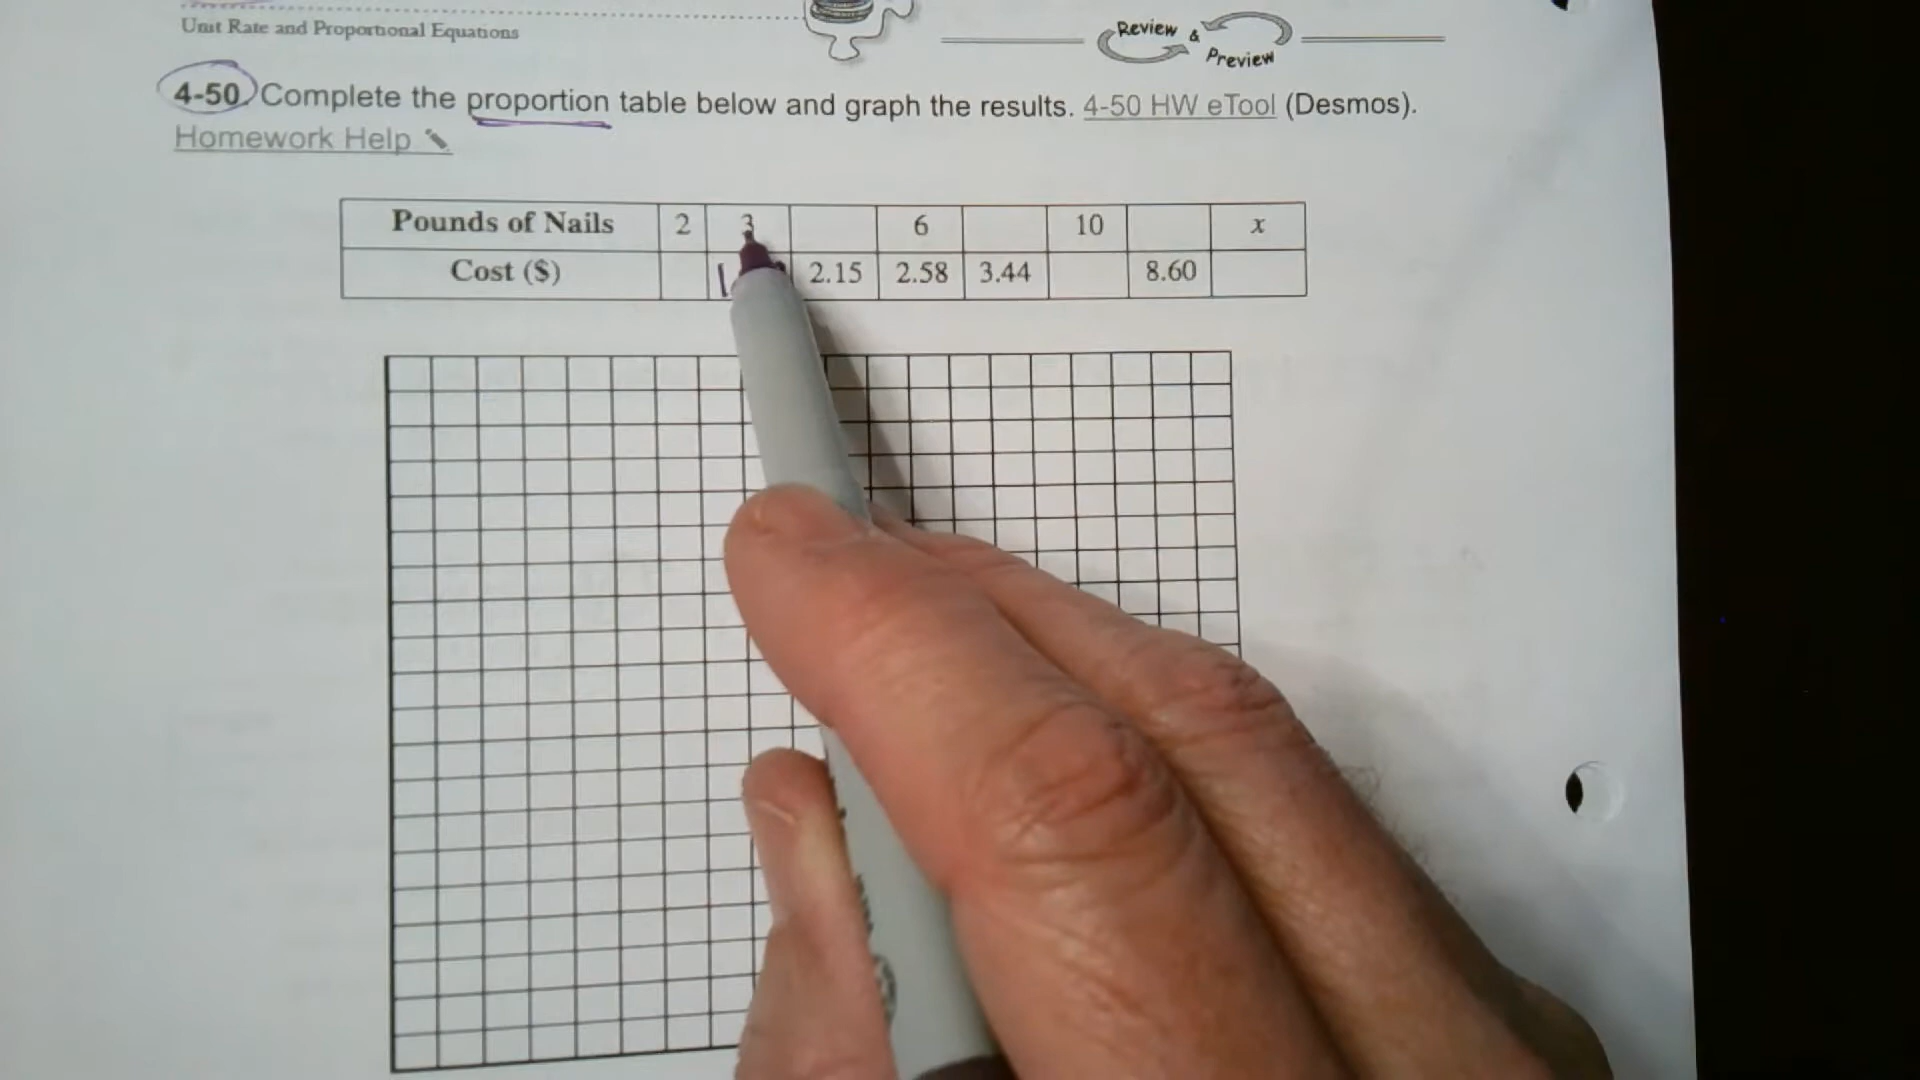 Unit Rate and Proportional Equations
Review & Preview
4-50. Complete the proportion table below and graph the results. 4-50 HW eTool (Desmos).
Homework Help
Pounds of Nails 2 3 6 10 x
Cost ($) 2.15 2.58 3.44 8.60